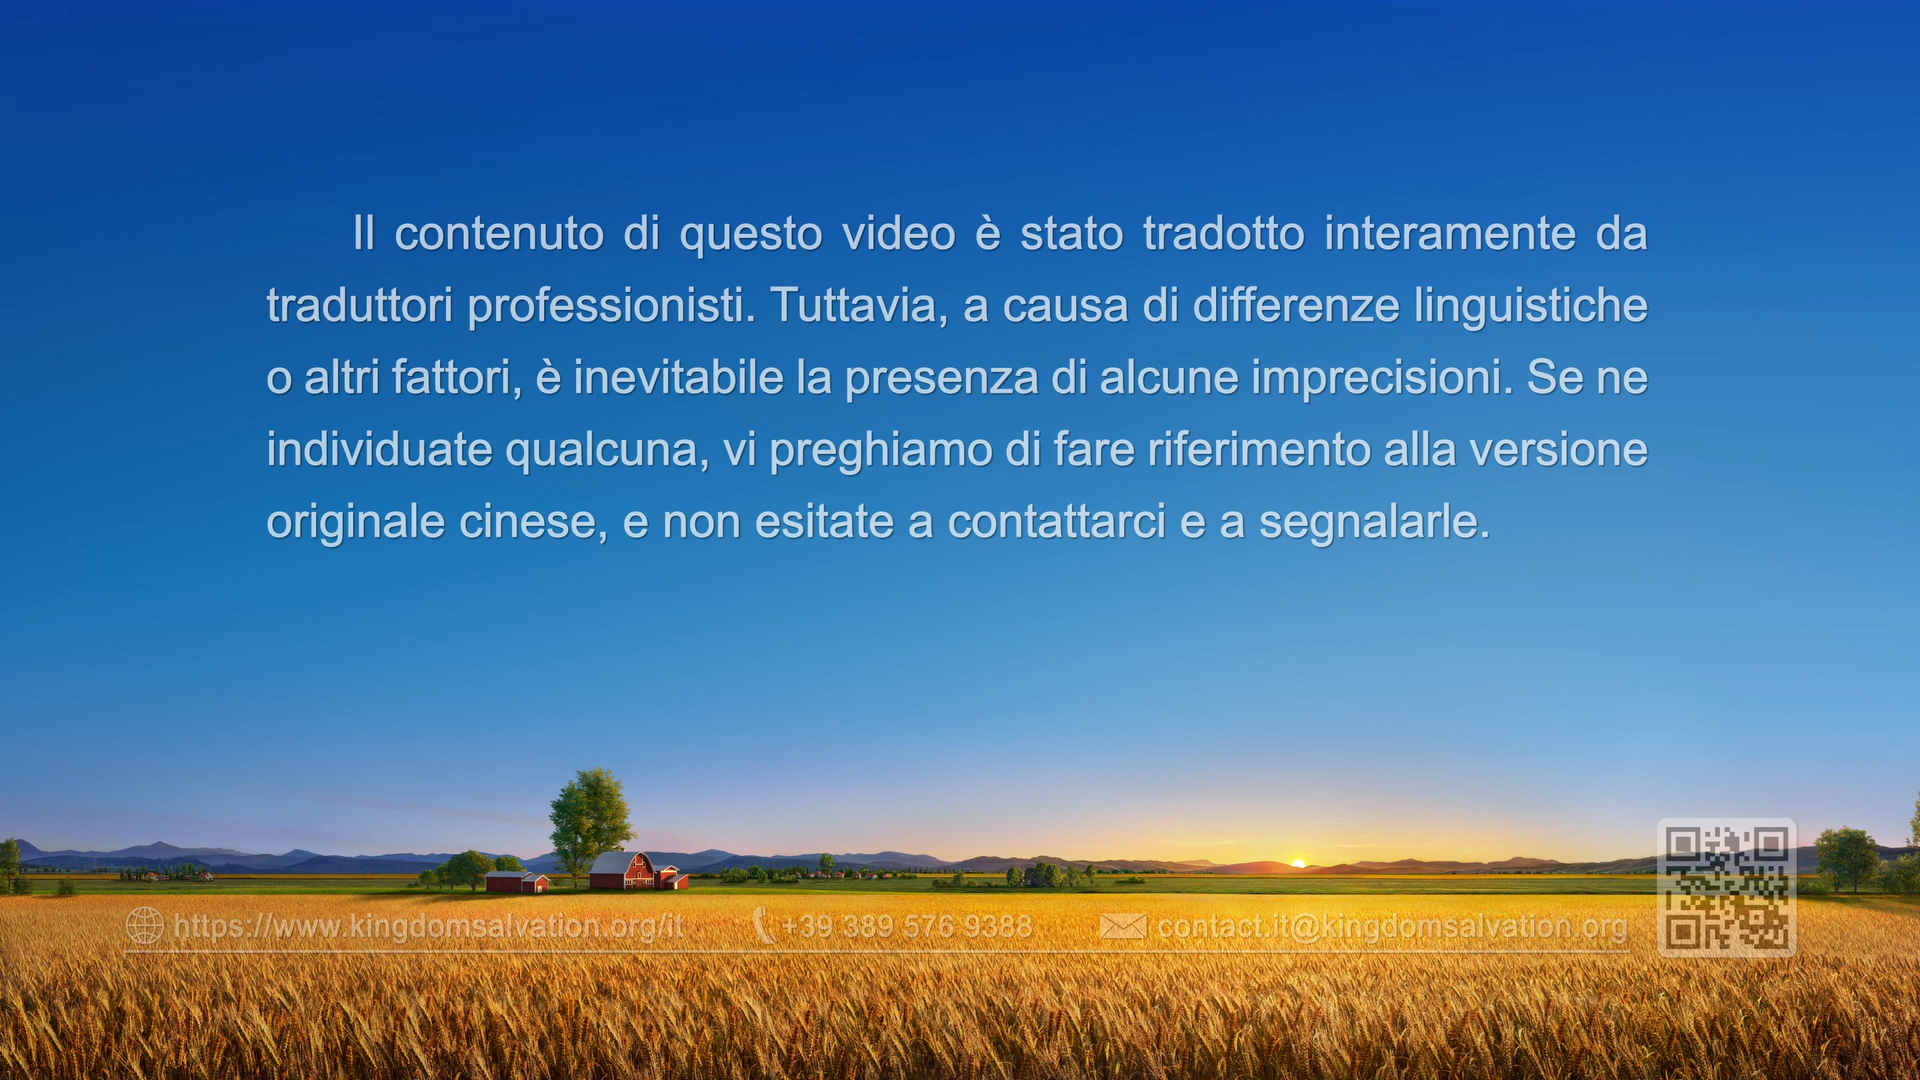 Il contenuto di questo video è stato tradotto interamente da
traduttori professionisti. Tuttavia, a causa di differenze linguistiche
o altri fattori, è inevitabile la presenza di alcune imprecisioni. Se ne
individuate qualcuna, vi preghiamo di fare riferimento alla versione
originale cinese, e non esitate a contattarci e a segnalarle.
https://www.kingdomsalvation.org/it +39 389 576 9388 contact.it@kingdomsalvation.org